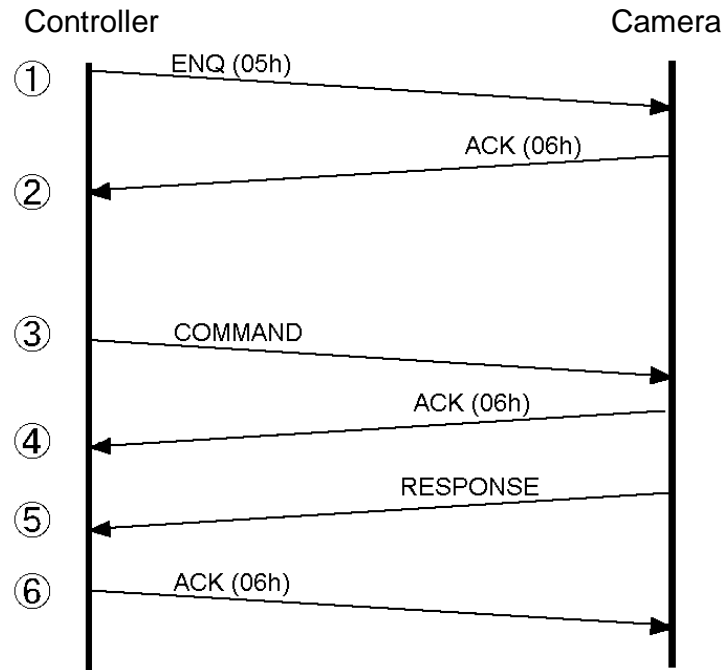 Controller
Camera
① ENQ (05h)
ACK (06h)
②
③ COMMAND
ACK (06h)
④
RESPONSE
⑤
⑥ ACK (06h)